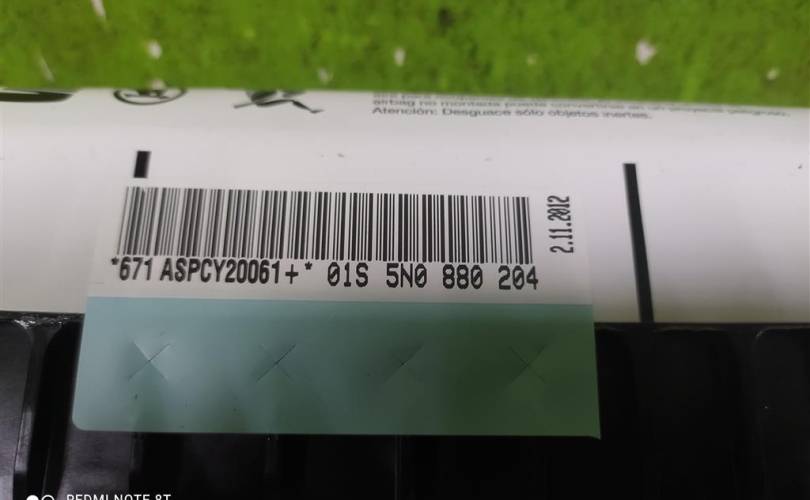 airbag no montada puede convertirse en un proyectil peligroso.
Atención: Desguace sólo objetos inertes.
2.11.2012
*671 ASPCY20061+* 01S 5N0 880 204
REDMI NOTE 8T